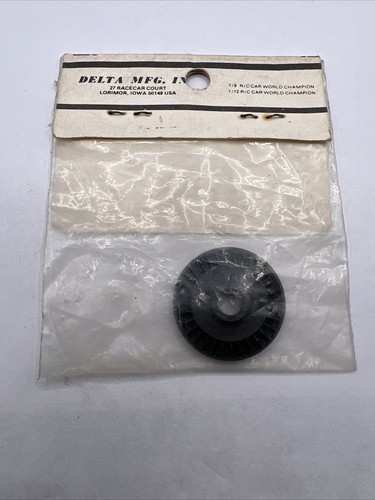 DELTA MFG. IN
27 RACECAR COURT
LORIMOR, IOWA 50149 USA
1/8 R/C CAR WORLD CHAMPION
1/12 R/C CAR WORLD CHAMPION